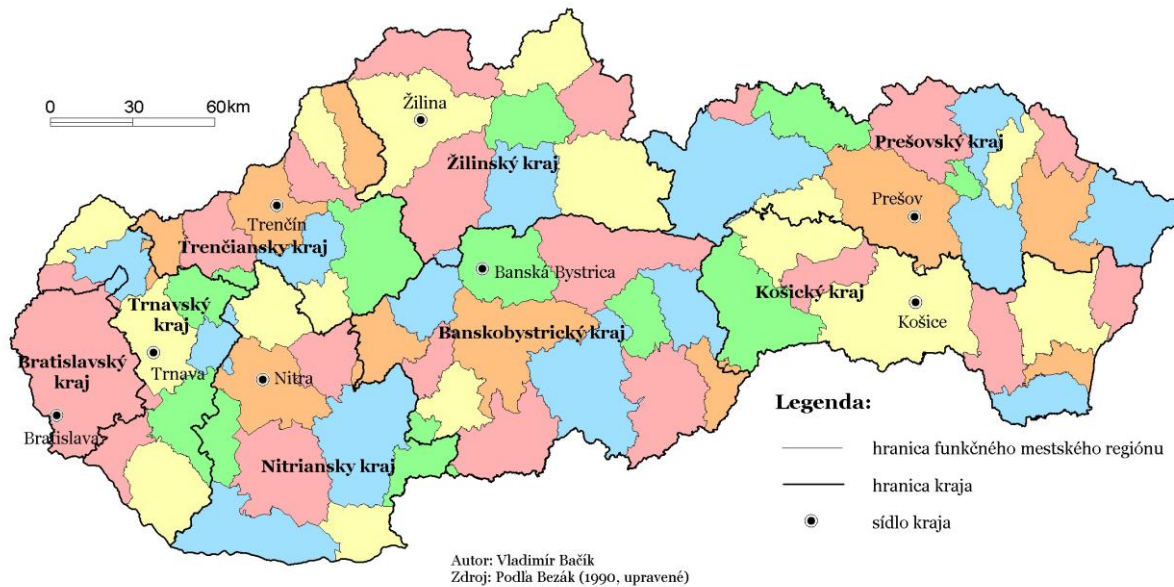 0 30 60km
Žilina
Žilinský kraj
Prešovský kraj
Prešov
Trenčín
Trenčiansky kraj
Banská Bystrica
Trnavský
kraj
Košický kraj
Košice
Banskobystrický kraj
Bratislavský
kraj
Trnava
Nitra
Bratislava
Nitriansky kraj
Legenda:
hranica funkčného mestského regiónu
hranica kraja
sídlo kraja
Autor: Vladimír Bačík
Zdroj: Podľa Bezák (1990, upravené)